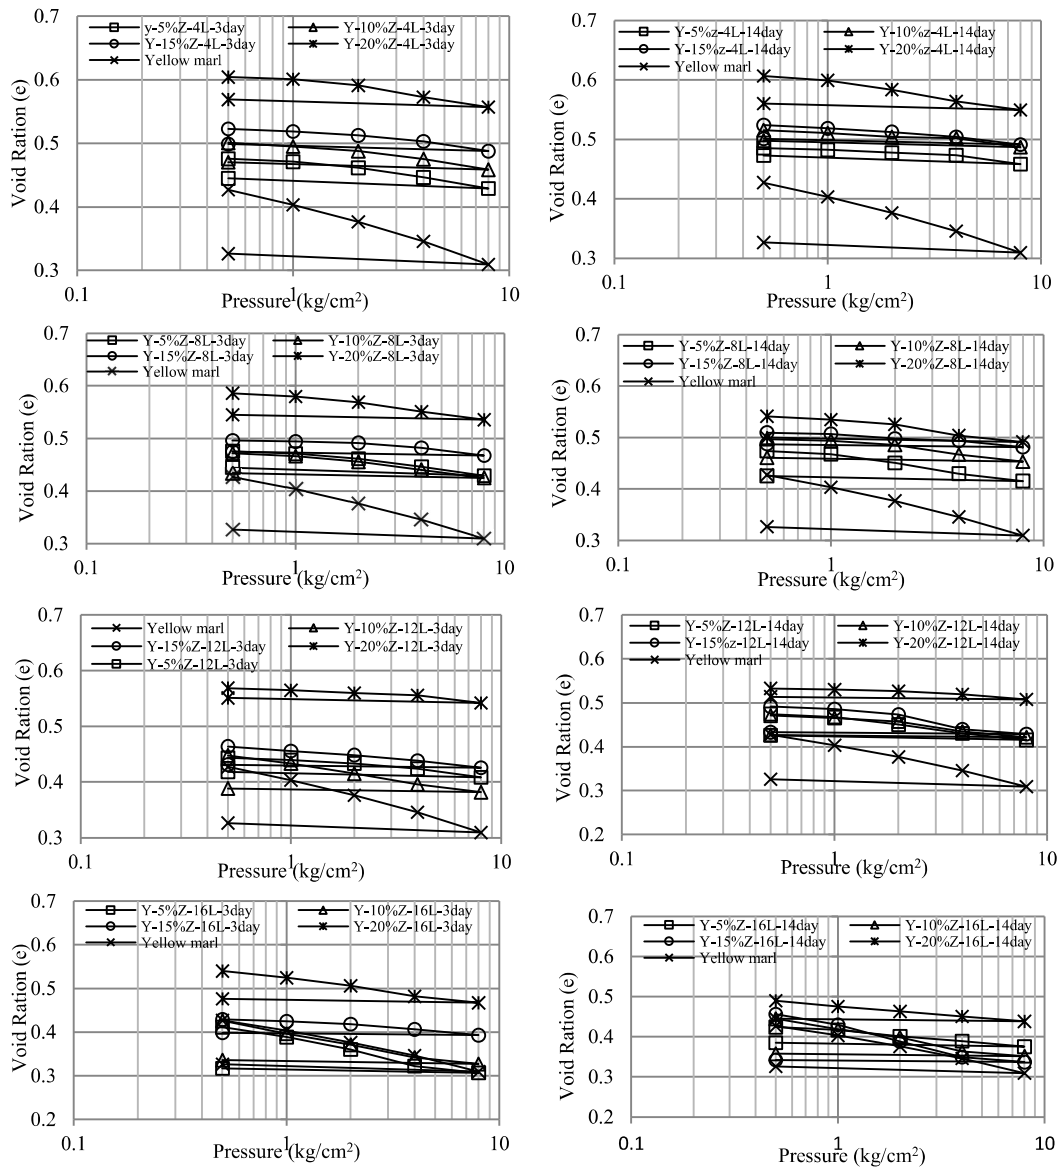 y-5%Z-4L-3day
Y-10%Z-4L-3day
Y-15%Z-4L-3day
Y-20%Z-4L-3day
Yellow marl
0.7
0.6
0.5
0.4
0.3
Void Ration (e)
0.1
1
10
Pressure (kg/cm²)
Y-5%z-4L-14day
Y-10%z-4L-14day
Y-15%z-4L-14day
Y-20%z-4L-14day
Yellow marl
0.7
0.6
0.5
0.4
0.3
Void Ration (e)
0.1
1
10
Pressure (kg/cm²)
Y-5%Z-8L-3day
Y-10%Z-8L-3day
Y-15%Z-8L-3day
Y-20%Z-8L-3day
Yellow marl
0.7
0.6
0.5
0.4
0.3
Void Ration (e)
0.1
1
10
Pressure (kg/cm²)
Y-5%Z-8L-14day
Y-10%Z-8L-14day
Y-15%Z-8L-14day
Y-20%Z-8L-14day
Yellow marl
0.7
0.6
0.5
0.4
0.3
Void Ration (e)
0.1
1
10
Pressure (kg/cm²)
Yellow marl
Y-10%Z-12L-3day
Y-15%Z-12L-3day
Y-20%Z-12L-3day
Y-5%Z-12L-3day
0.7
0.6
0.5
0.4
0.3
Void Ration (e)
0.1
1
10
Pressure (kg/cm²)
Y-5%Z-12L-14day
Y-10%Z-12L-14day
Y-15%z-12L-14day
Y-20%Z-12L-14day
Yellow marl
0.7
0.6
0.5
0.4
0.3
0.2
Void Ration (e)
0.1
1
10
Pressure (kg/cm²)
Y-5%Z-16L-3day
Y-10%Z-16L-3day
Y-15%Z-16L-3day
Y-20%Z-16L-3day
Yellow marl
0.7
0.6
0.5
0.4
0.3
0.2
Void Ration (e)
0.1
1
10
Pressure (kg/cm²)
Y-5%Z-16L-14day
Y-10%Z-16L-14day
Y-15%Z-16L-14day
Y-20%Z-16L-14day
Yellow marl
0.7
0.6
0.5
0.4
0.3
0.2
Void Ration (e)
0.1
1
10
Pressure (kg/cm²)